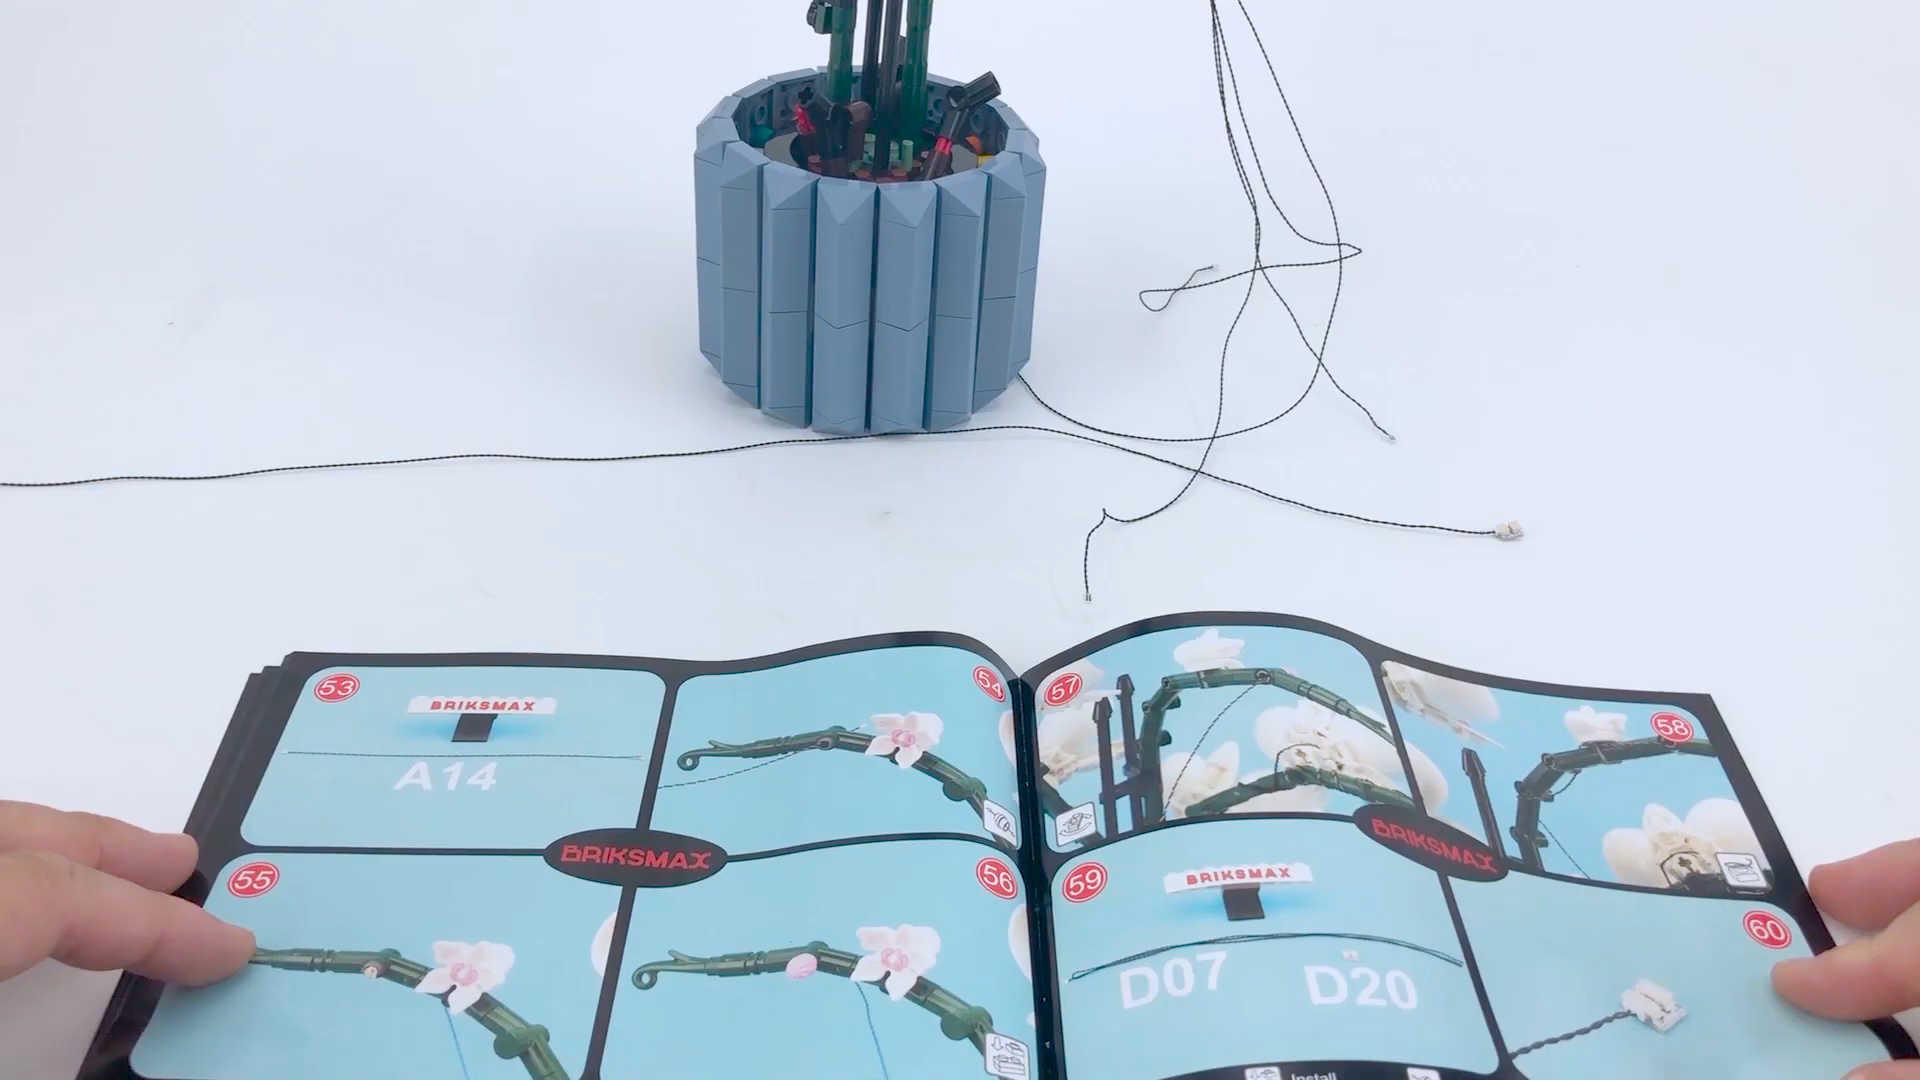 53
BRIKSMAX
A14
54
55
BRIKSMAX
56
57
58
BRIKSMAX
59
BRIKSMAX
D07
D20
60
Install